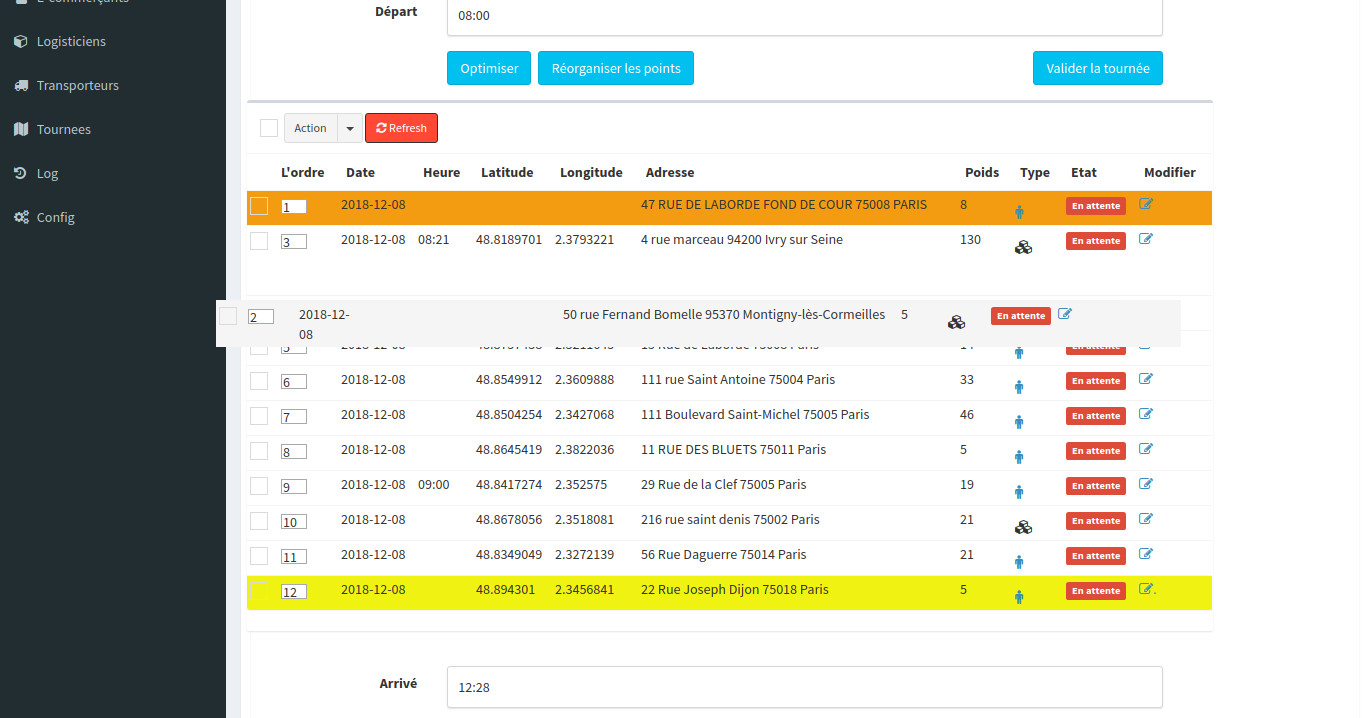 E-commerçants
Logisticiens
Transporteurs
Tournees
Log
Config
Départ
08:00
Optimiser Réorganiser les points Valider la tournée
Action Refresh
L'ordre Date Heure Latitude Longitude Adresse Poids Type Etat Modifier
1 2018-12-08 47 RUE DE LABORDE FOND DE COUR 75008 PARIS 8 En attente
3 2018-12-08 08:21 48.8189701 2.3793221 4 rue marceau 94200 Ivry sur Seine 130 En attente
2 2018-12- 50 rue Fernand Bomelle 95370 Montigny-lès-Cormeilles 5 En attente
08
5 2018-12-08 Paris En attente
6 2018-12-08 48.8549912 2.3609888 111 rue Saint Antoine 75004 Paris 33 En attente
7 2018-12-08 48.8504254 2.3427068 111 Boulevard Saint-Michel 75005 Paris 46 En attente
8 2018-12-08 48.8645419 2.3822036 11 RUE DES BLUETS 75011 Paris 5 En attente
9 2018-12-08 09:00 48.8417274 2.352575 29 Rue de la Clef 75005 Paris 19 En attente
10 2018-12-08 48.8678056 2.3518081 216 rue saint denis 75002 Paris 21 En attente
11 2018-12-08 48.8349049 2.3272139 56 Rue Daguerre 75014 Paris 21 En attente
12 2018-12-08 48.894301 2.3456841 22 Rue Joseph Dijon 75018 Paris 5 En attente .
Arrivé
12:28